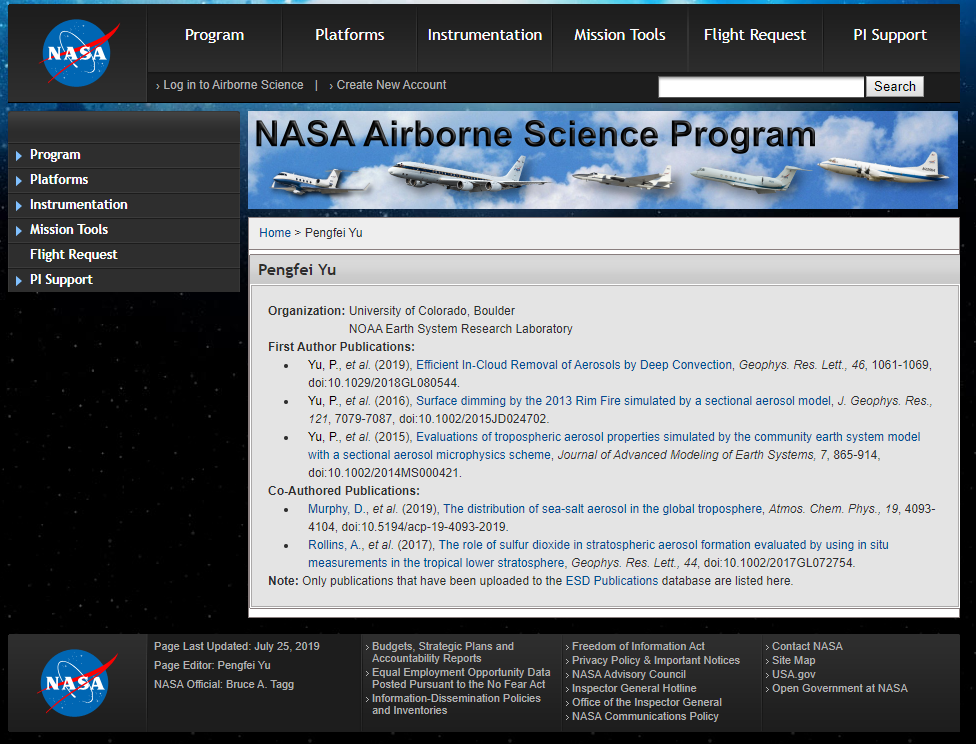 NASA
Program
Platforms
Instrumentation
Mission Tools
Flight Request
PI Support
› Log in to Airborne Science | › Create New Account
Search
Program
Platforms
Instrumentation
Mission Tools
Flight Request
PI Support
NASA Airborne Science Program
Home > Pengfei Yu
Pengfei Yu
Organization: University of Colorado, Boulder
NOAA Earth System Research Laboratory
First Author Publications:
• Yu, P., et al. (2019), Efficient In-Cloud Removal of Aerosols by Deep Convection, Geophys. Res. Lett., 46, 1061-1069,
doi:10.1029/2018GL080544.
• Yu, P., et al. (2016), Surface dimming by the 2013 Rim Fire simulated by a sectional aerosol model, J. Geophys. Res.,
121, 7079-7087, doi:10.1002/2015JD024702.
• Yu, P., et al. (2015), Evaluations of tropospheric aerosol properties simulated by the community earth system model
with a sectional aerosol microphysics scheme, Journal of Advanced Modeling of Earth Systems, 7, 865-914,
doi:10.1002/2014MS000421.
Co-Authored Publications:
• Murphy, D., et al. (2019), The distribution of sea-salt aerosol in the global troposphere, Atmos. Chem. Phys., 19, 4093-
4104, doi:10.5194/acp-19-4093-2019.
• Rollins, A., et al. (2017), The role of sulfur dioxide in stratospheric aerosol formation evaluated by using in situ
measurements in the tropical lower stratosphere, Geophys. Res. Lett., 44, doi:10.1002/2017GL072754.
Note: Only publications that have been uploaded to the ESD Publications database are listed here.
NASA
Page Last Updated: July 25, 2019
Page Editor: Pengfei Yu
NASA Official: Bruce A. Tagg
› Budgets, Strategic Plans and
Accountability Reports
› Equal Employment Opportunity Data
Posted Pursuant to the No Fear Act
› Information-Dissemination Policies
and Inventories
› Freedom of Information Act
› Privacy Policy & Important Notices
› NASA Advisory Council
› Inspector General Hotline
› Office of the Inspector General
› NASA Communications Policy
› Contact NASA
› Site Map
› USA.gov
› Open Government at NASA